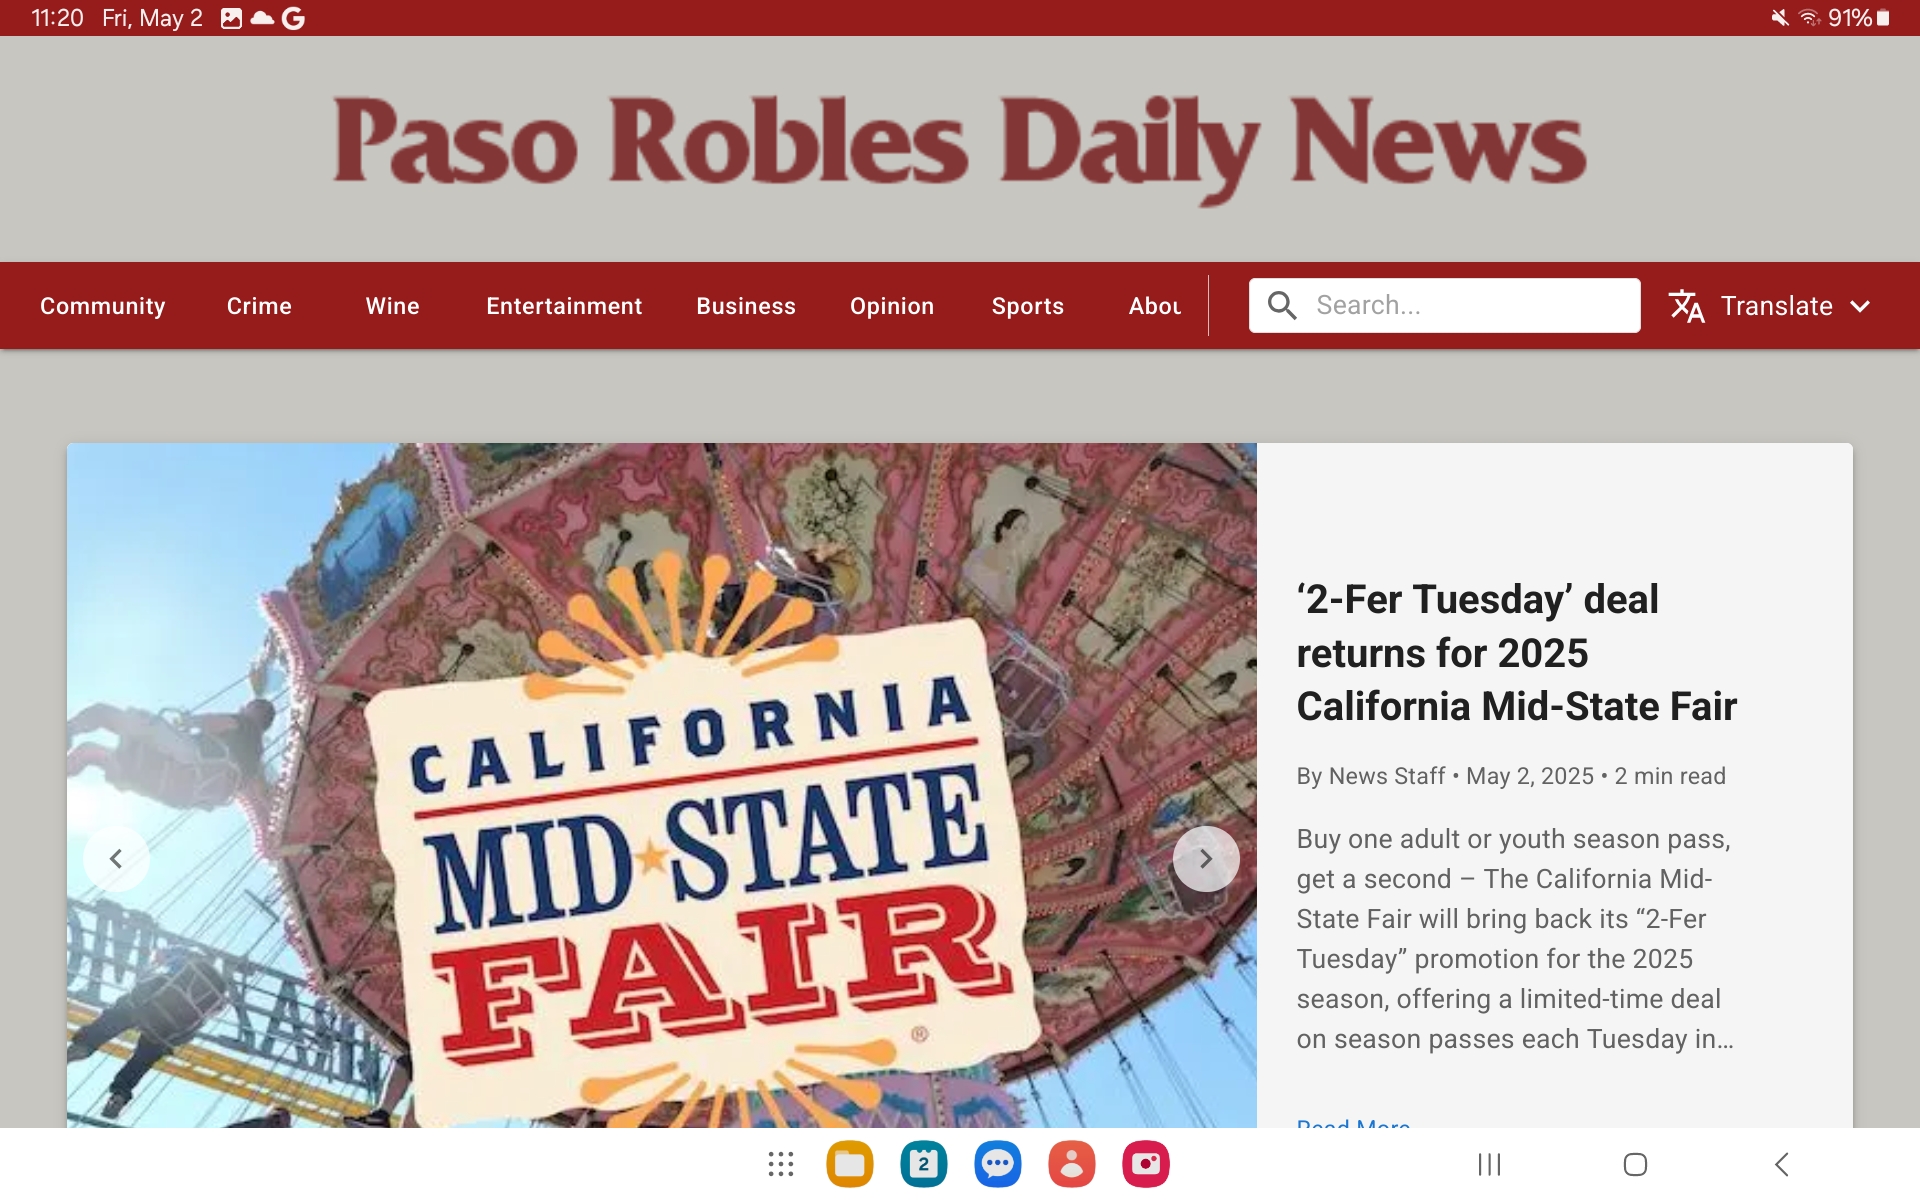 11:20 Fri, May 2
91%
Paso Robles Daily News
Community Crime Wine Entertainment Business Opinion Sports Abou
Search...
Translate
CALIFORNIA
MID STATE
FAIR
®
‘2-Fer Tuesday’ deal
returns for 2025
California Mid-State Fair
By News Staff • May 2, 2025 • 2 min read
Buy one adult or youth season pass,
get a second – The California Mid-
State Fair will bring back its “2-Fer
Tuesday” promotion for the 2025
season, offering a limited-time deal
on season passes each Tuesday in...
Read More
2